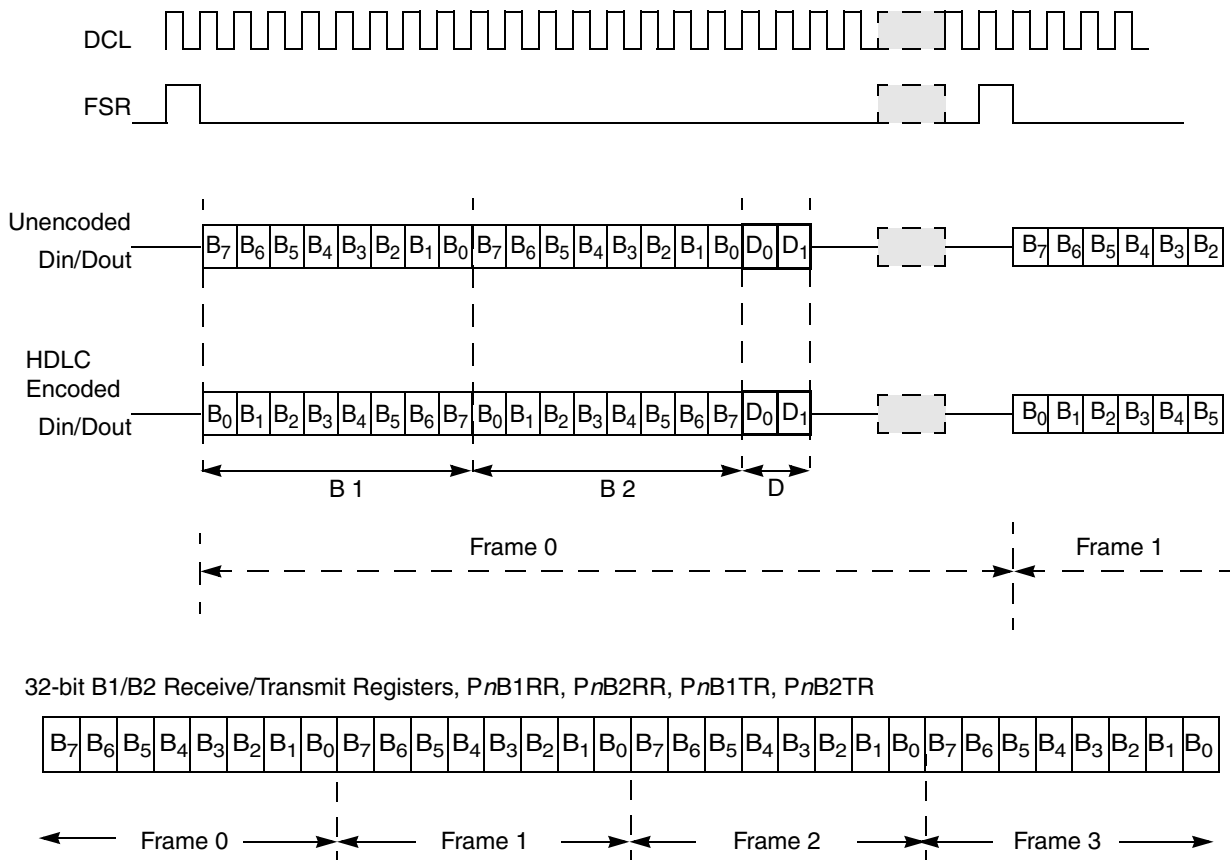 DCL
FSR
Unencoded
Din/Dout
B7 B6 B5 B4 B3 B2 B1 B0 B7 B6 B5 B4 B3 B2 B1 B0 D0 D1
B7 B6 B5 B4 B3 B2
HDLC
Encoded
Din/Dout
B0 B1 B2 B3 B4 B5 B6 B7 B0 B1 B2 B3 B4 B5 B6 B7 D0 D1
B0 B1 B2 B3 B4 B5
B 1 B 2 D
Frame 0 Frame 1
32-bit B1/B2 Receive/Transmit Registers, PnB1RR, PnB2RR, PnB1TR, PnB2TR
B7 B6 B5 B4 B3 B2 B1 B0 B7 B6 B5 B4 B3 B2 B1 B0 B7 B6 B5 B4 B3 B2 B1 B0 B7 B6 B5 B4 B3 B2 B1 B0
Frame 0 Frame 1 Frame 2 Frame 3